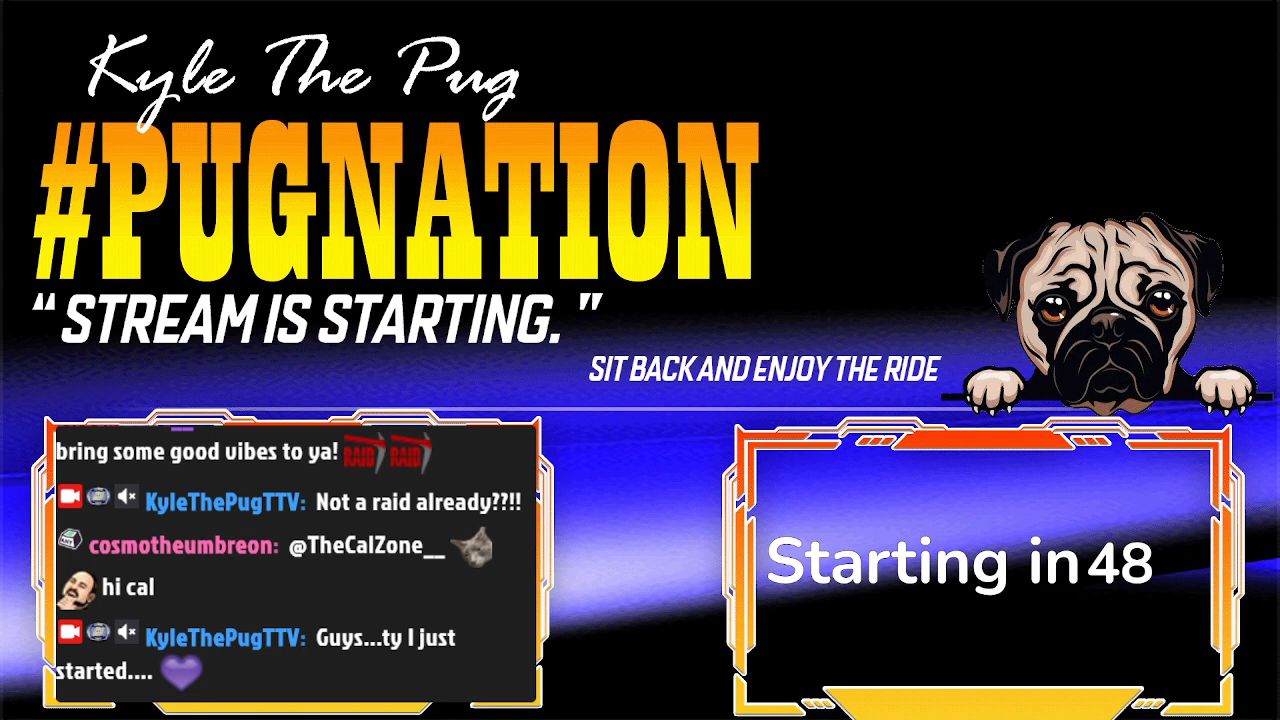 Kyle The Pug
#PUGNATION
“ STREAM IS STARTING. ”
SIT BACK AND ENJOY THE RIDE
bring some good vibes to ya! RAID RAID
KyleThePugTTV: Not a raid already??!!
cosmotheumbreon: @TheCalZone__
hi cal
KyleThePugTTV: Guys...ty I just
started....
Starting in 48